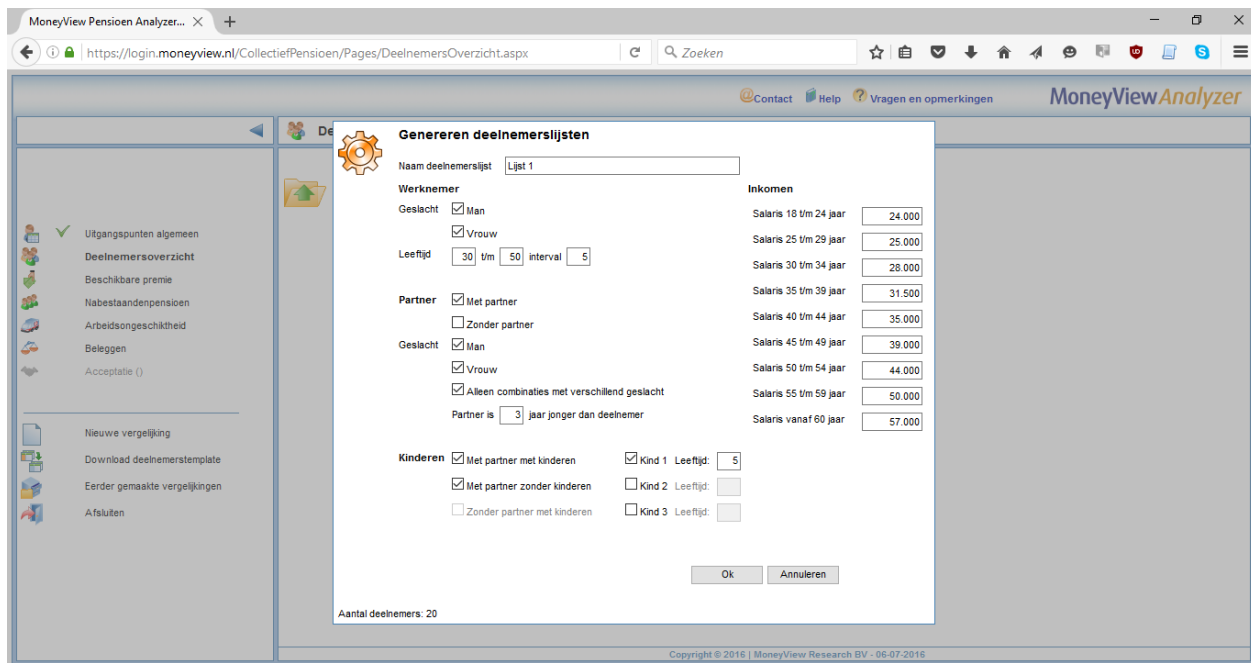 MoneyView Pensioen Analyzer...
https://login.moneyview.nl/CollectiefPensioen/Pages/DeelnemersOverzicht.aspx
Zoeken
Contact Help Vragen en opmerkingen MoneyViewAnalyzer
De
Uitgangspunten algemeen
Deelnemersoverzicht
Beschikbare premie
Nabestaandenpensioen
Arbeidsongeschiktheid
Beleggen
Acceptatie ()
Nieuwe vergelijking
Download deelnemerstemplate
Eerder gemaakte vergelijkingen
Afsluiten
Genereren deelnemerslijsten
Naam deelnemerslijst Lijst 1
Werknemer
Geslacht Man
Vrouw
Leeftijd 30 t/m 50 interval 5
Partner Met partner
Zonder partner
Geslacht Man
Vrouw
Alleen combinaties met verschillend geslacht
Partner is 3 jaar jonger dan deelnemer
Inkomen
Salaris 18 t/m 24 jaar 24.000
Salaris 25 t/m 29 jaar 25.000
Salaris 30 t/m 34 jaar 28.000
Salaris 35 t/m 39 jaar 31.500
Salaris 40 t/m 44 jaar 35.000
Salaris 45 t/m 49 jaar 39.000
Salaris 50 t/m 54 jaar 44.000
Salaris 55 t/m 59 jaar 50.000
Salaris vanaf 60 jaar 57.000
Kinderen Met partner met kinderen Kind 1 Leeftijd: 5
Met partner zonder kinderen Kind 2 Leeftijd:
Zonder partner met kinderen Kind 3 Leeftijd:
Ok Annuleren
Aantal deelnemers: 20
Copyright © 2016 | MoneyView Research BV - 06-07-2016